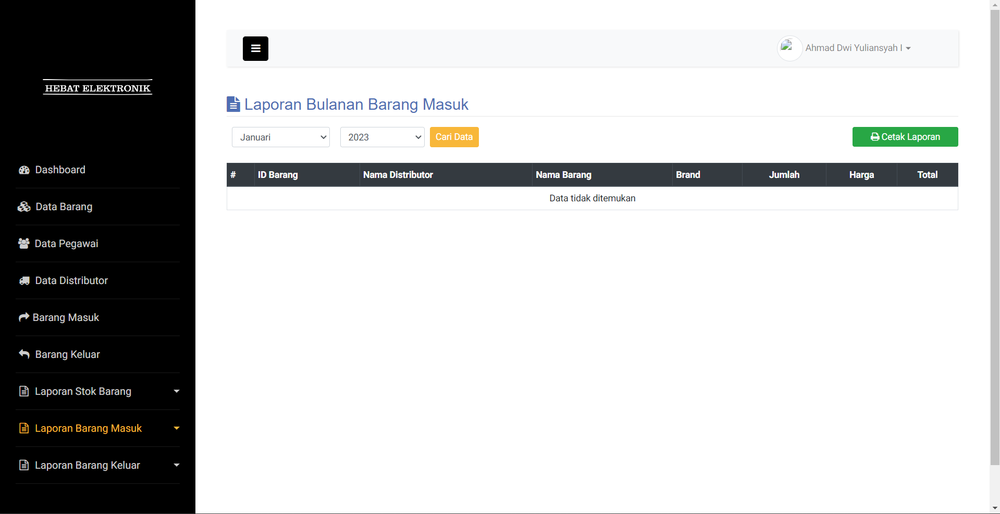 HEBAT ELEKTRONIK
Dashboard
Data Barang
Data Pegawai
Data Distributor
Barang Masuk
Barang Keluar
Laporan Stok Barang
Laporan Barang Masuk
Laporan Barang Keluar
Ahmad Dwi Yuliansyah I
Laporan Bulanan Barang Masuk
Januari 2023 Cari Data Cetak Laporan
# ID Barang Nama Distributor Nama Barang Brand Jumlah Harga Total
Data tidak ditemukan